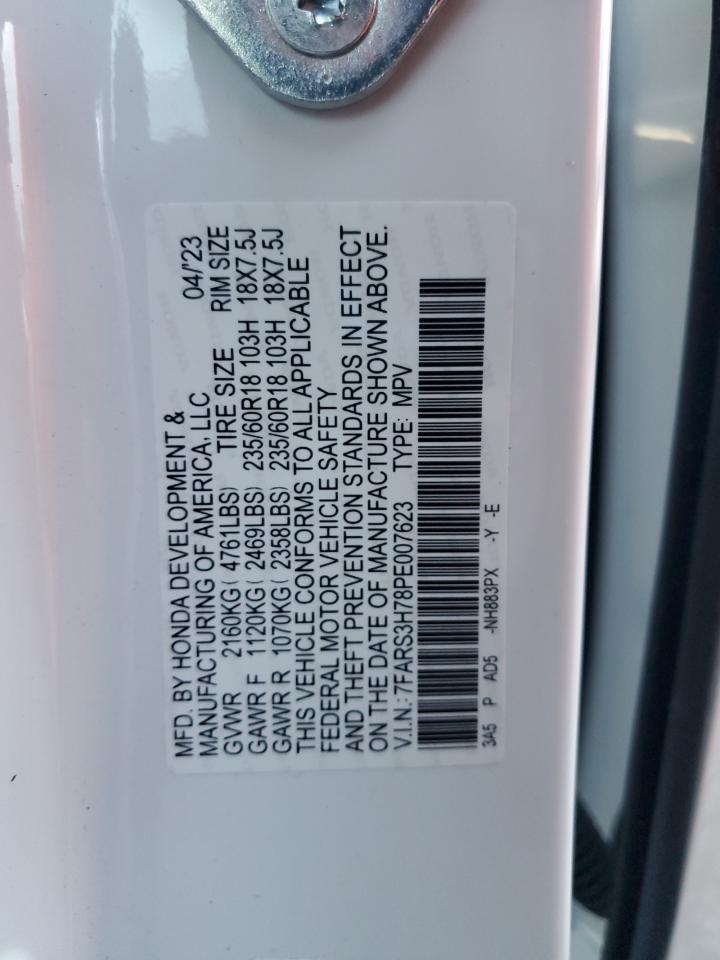 MFD. BY HONDA DEVELOPMENT &
MANUFACTURING OF AMERICA, LLC 04/'23
GVWR 2160KG( 4761LBS) TIRE SIZE RIM SIZE
GAWR F 1120KG( 2469LBS) 235/60R18 103H 18X7.5J
GAWR R 1070KG( 2358LBS) 235/60R18 103H 18X7.5J
THIS VEHICLE CONFORMS TO ALL APPLICABLE
FEDERAL MOTOR VEHICLE SAFETY
AND THEFT PREVENTION STANDARDS IN EFFECT
ON THE DATE OF MANUFACTURE SHOWN ABOVE.
V.I.N.: 7FARS3H78PE007623 TYPE: MPV
3A5 P AD5 -NH883PX -Y -E